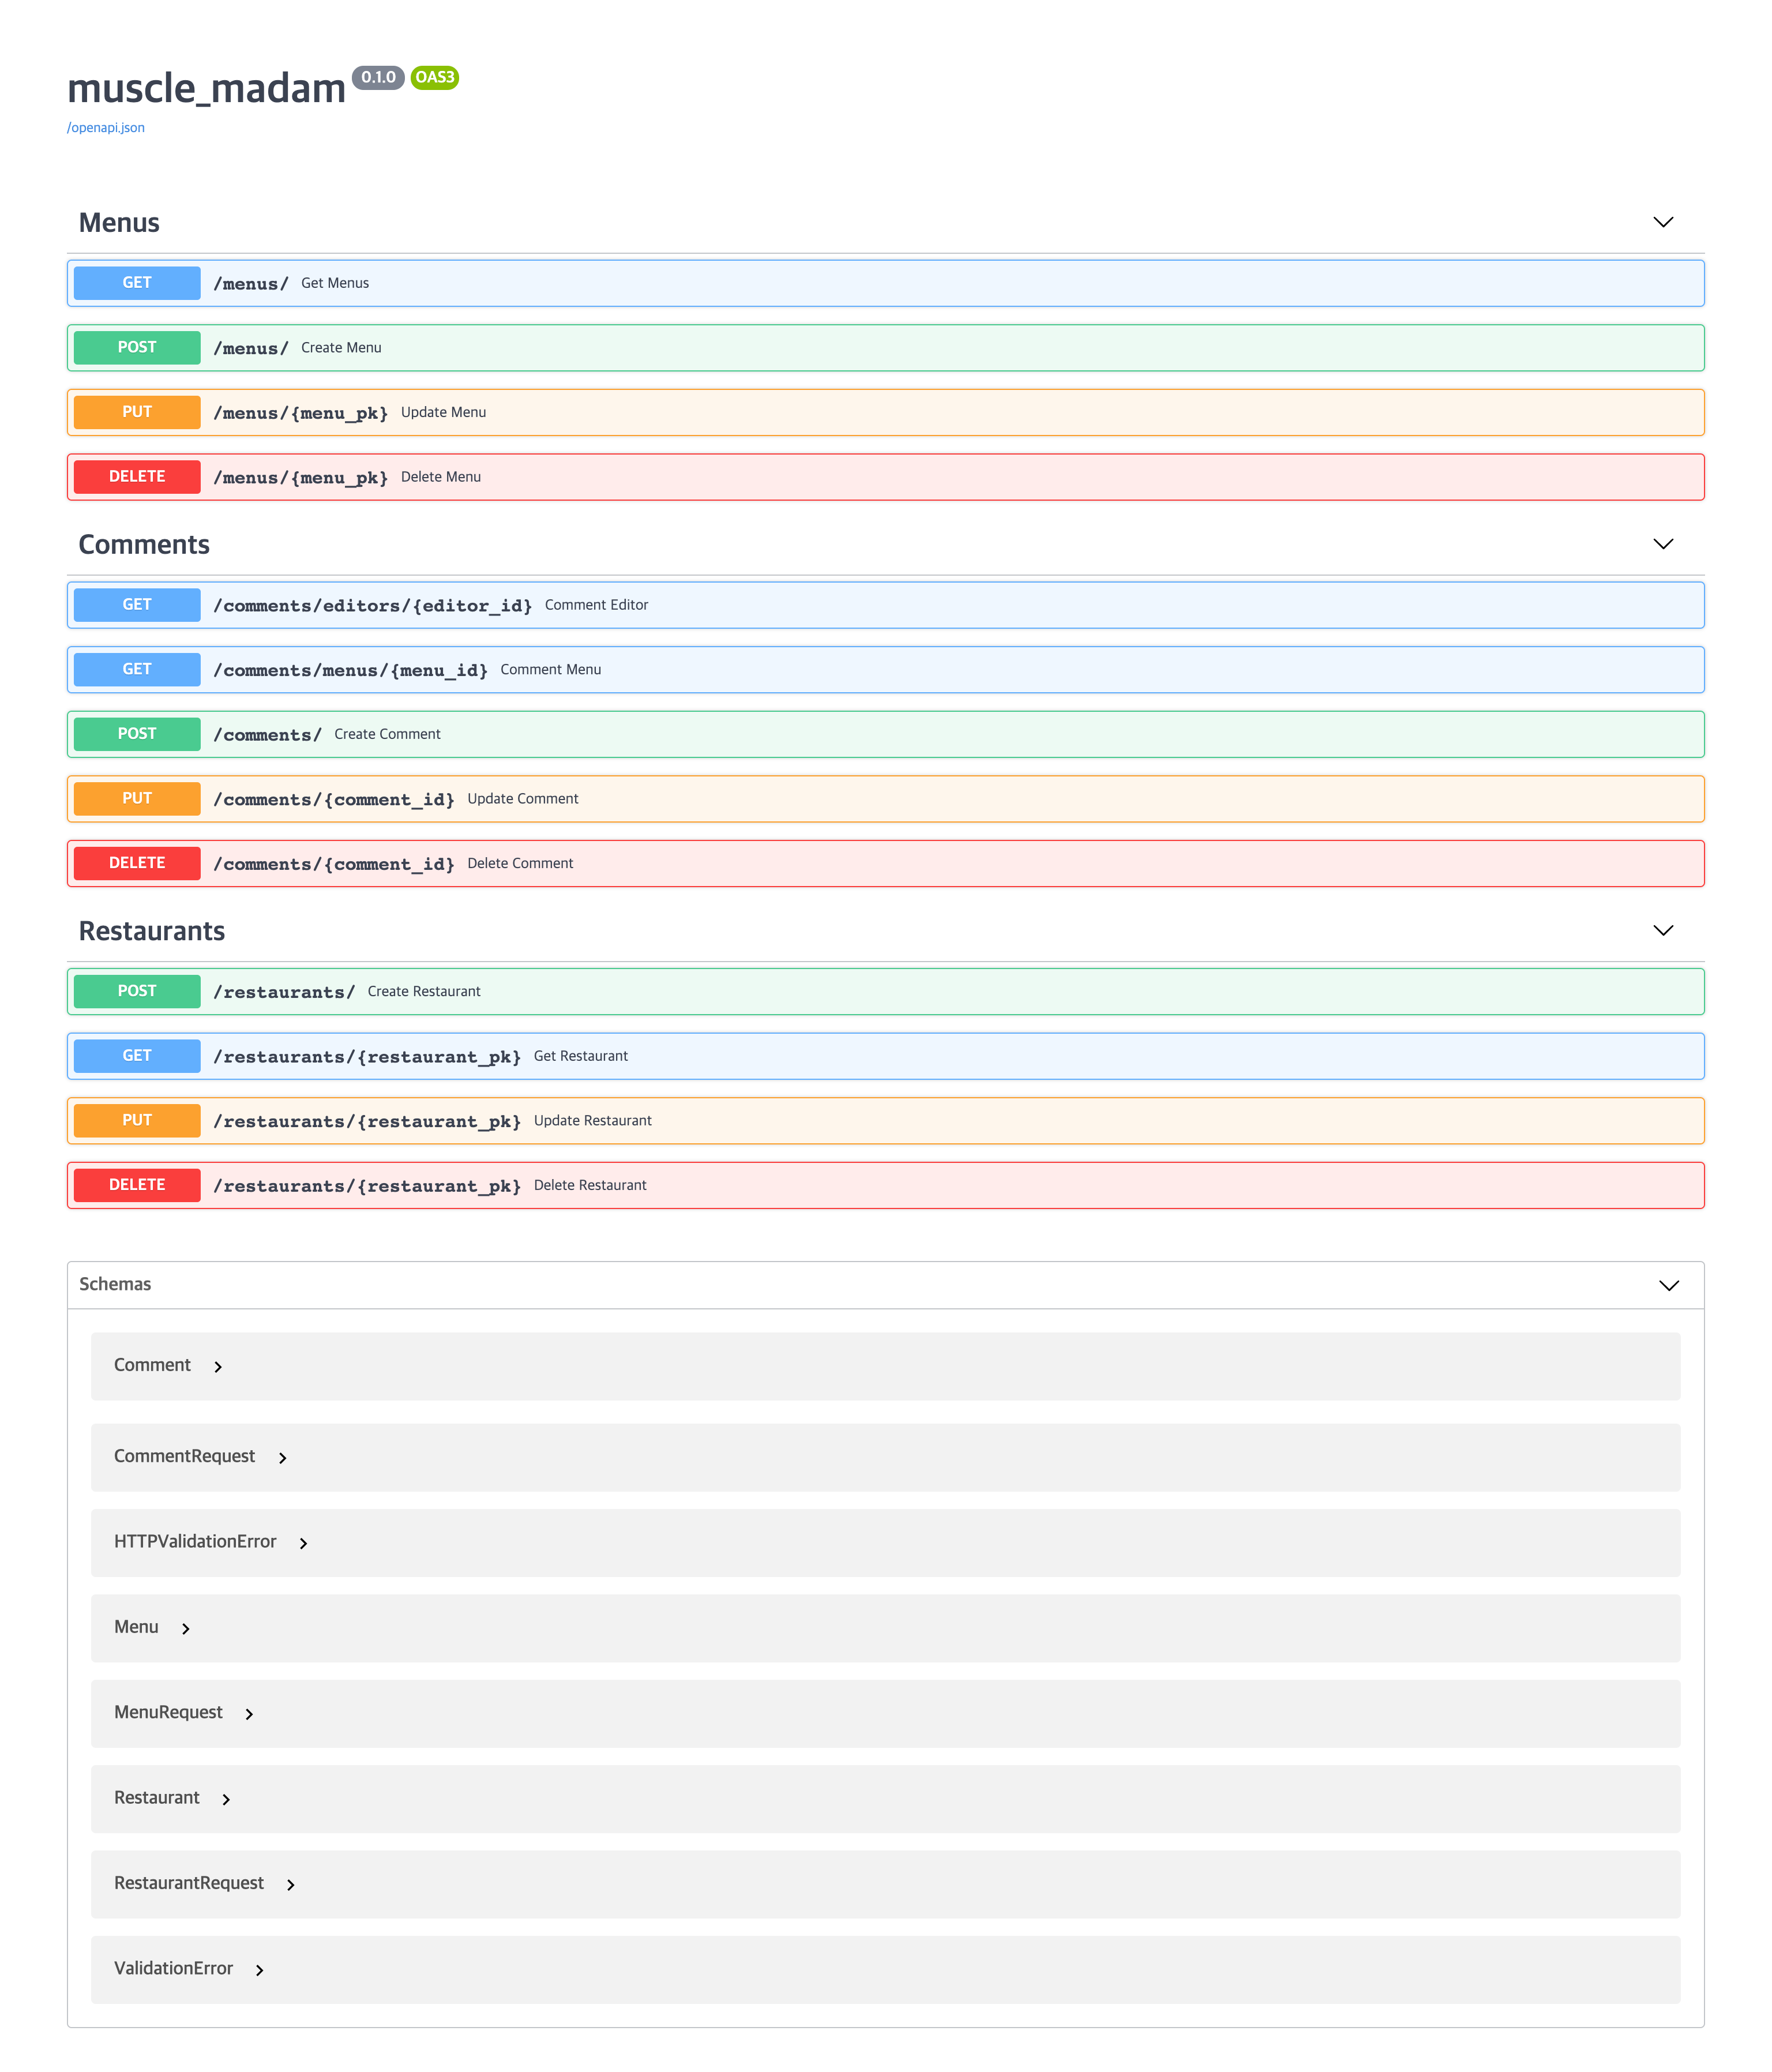 muscle_madam 0.1.0 OAS3
/openapi.json
Menus
GET /menus/ Get Menus
POST /menus/ Create Menu
PUT /menus/{menu_pk} Update Menu
DELETE /menus/{menu_pk} Delete Menu
Comments
GET /comments/editors/{editor_id} Comment Editor
GET /comments/menus/{menu_id} Comment Menu
POST /comments/ Create Comment
PUT /comments/{comment_id} Update Comment
DELETE /comments/{comment_id} Delete Comment
Restaurants
POST /restaurants/ Create Restaurant
GET /restaurants/{restaurant_pk} Get Restaurant
PUT /restaurants/{restaurant_pk} Update Restaurant
DELETE /restaurants/{restaurant_pk} Delete Restaurant
Schemas
Comment
CommentRequest
HTTPValidationError
Menu
MenuRequest
Restaurant
RestaurantRequest
ValidationError